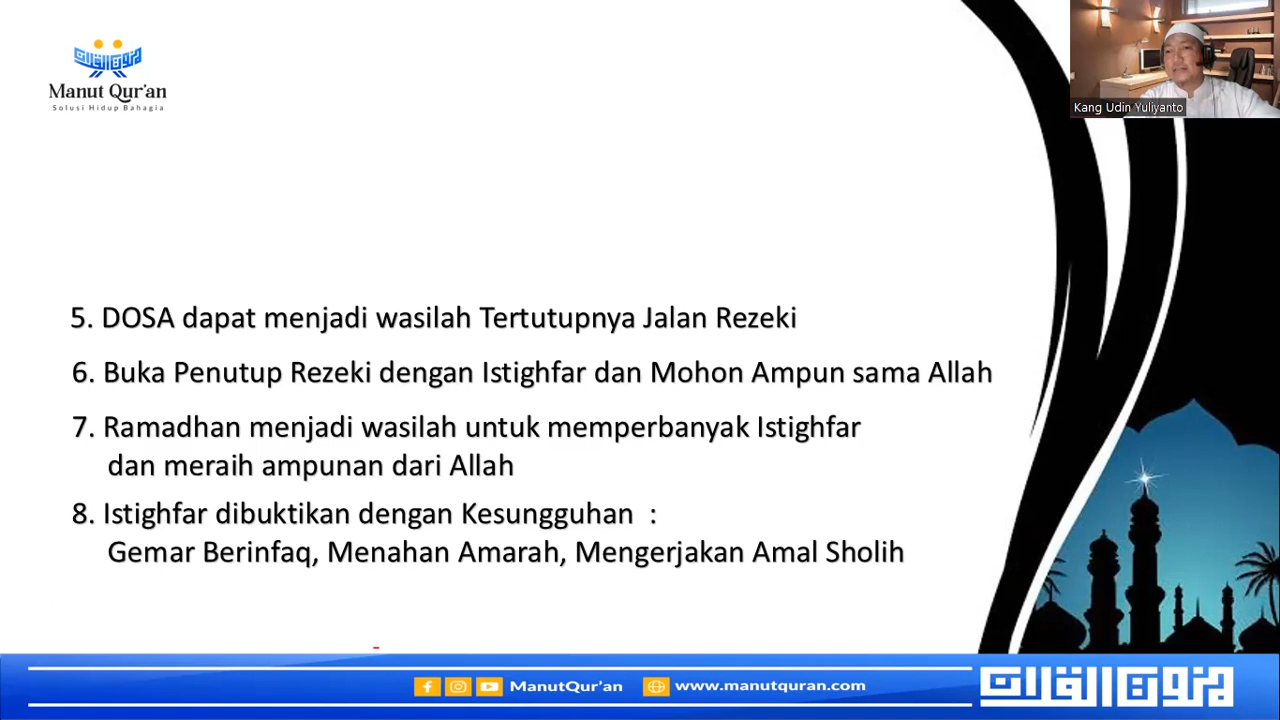 Manut Qur'an
Solusi Hidup Bahagia
Kang Udin Yuliyanto
5. DOSA dapat menjadi wasilah Tertutupnya Jalan Rezeki
6. Buka Penutup Rezeki dengan Istighfar dan Mohon Ampun sama Allah
7. Ramadhan menjadi wasilah untuk memperbanyak Istighfar
dan meraih ampunan dari Allah
8. Istighfar dibuktikan dengan Kesungguhan :
Gemar Berinfaq, Menahan Amarah, Mengerjakan Amal Sholih
ManutQur'an
www.manutquran.com